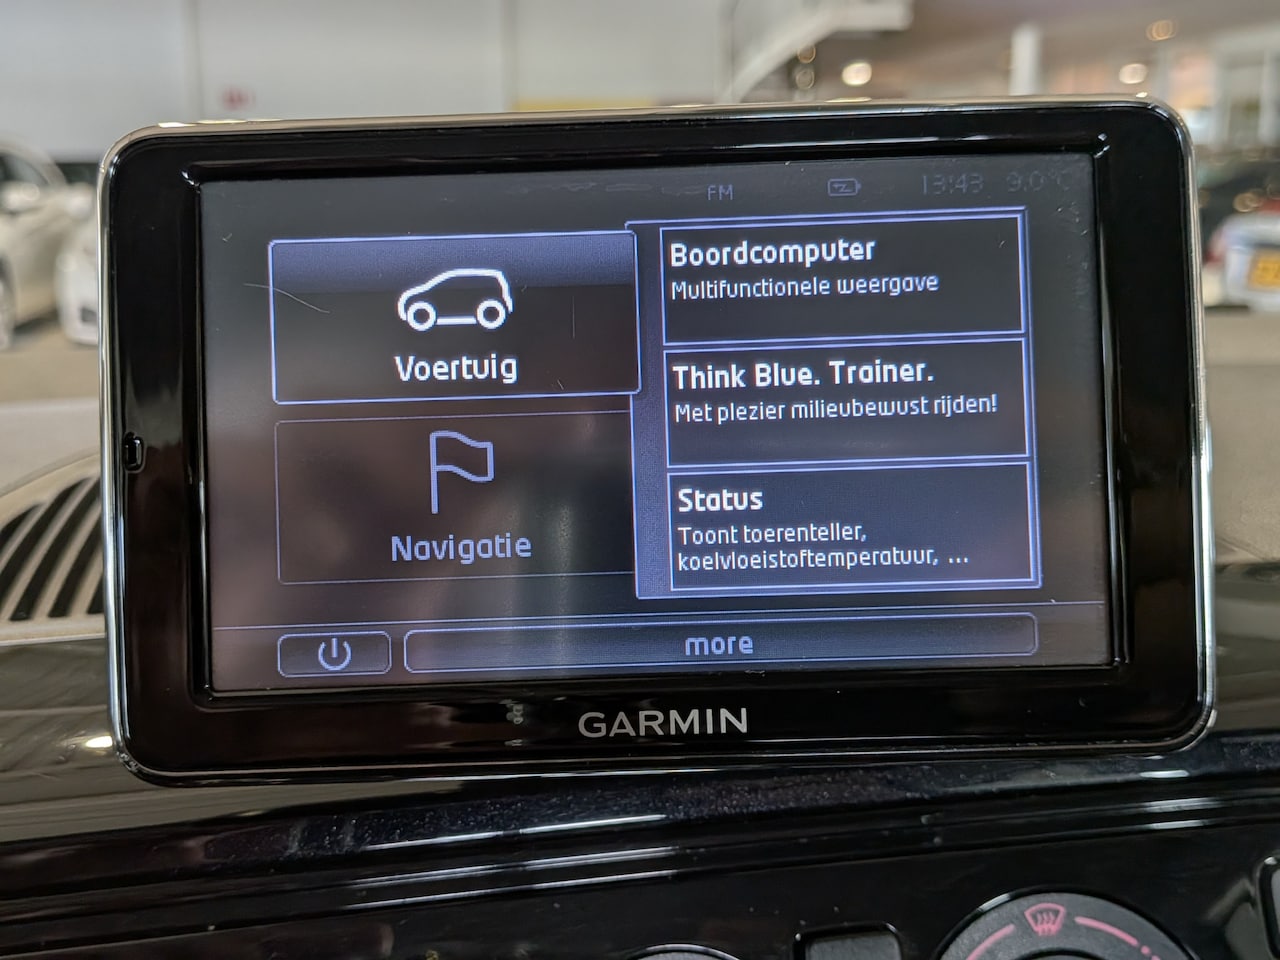 FM 13:43 9.0°C
Voertuig
Navigatie
Boordcomputer
Multifunctionele weergave
Think Blue. Trainer.
Met plezier milieubewust rijden!
Status
Toont toerenteller,
koelvloeistoftemperatuur, ...
more
GARMIN